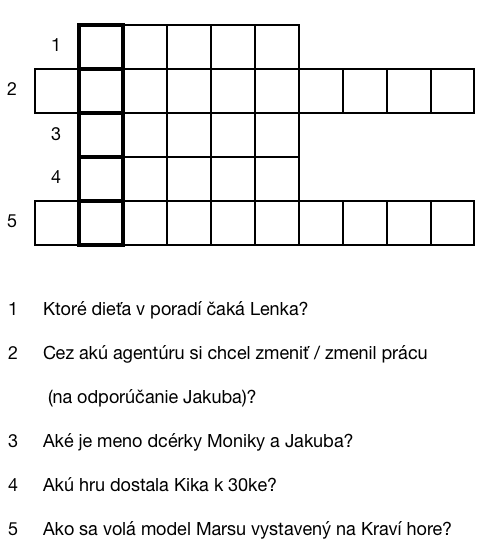 1
2
3
4
5
1 Ktoré dieťa v poradí čaká Lenka?
2 Cez akú agentúru si chcel zmeniť / zmenil prácu
(na odporúčanie Jakuba)?
3 Aké je meno dcérky Moniky a Jakuba?
4 Akú hru dostala Kika k 30ke?
5 Ako sa volá model Marsu vystavený na Kraví hore?